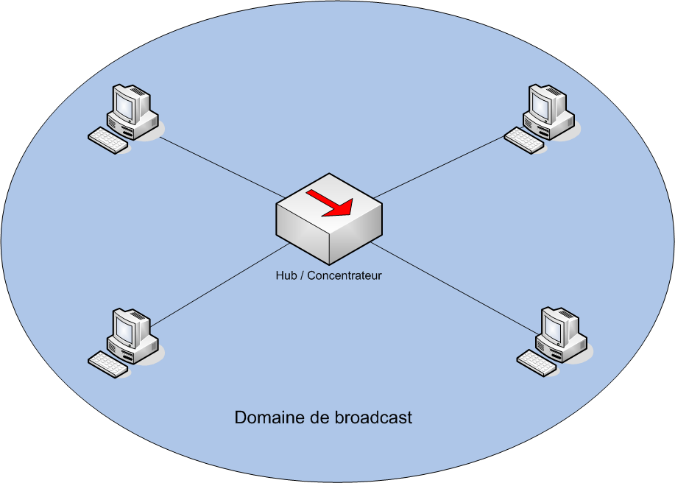 Hub / Concentrateur
Domaine de broadcast